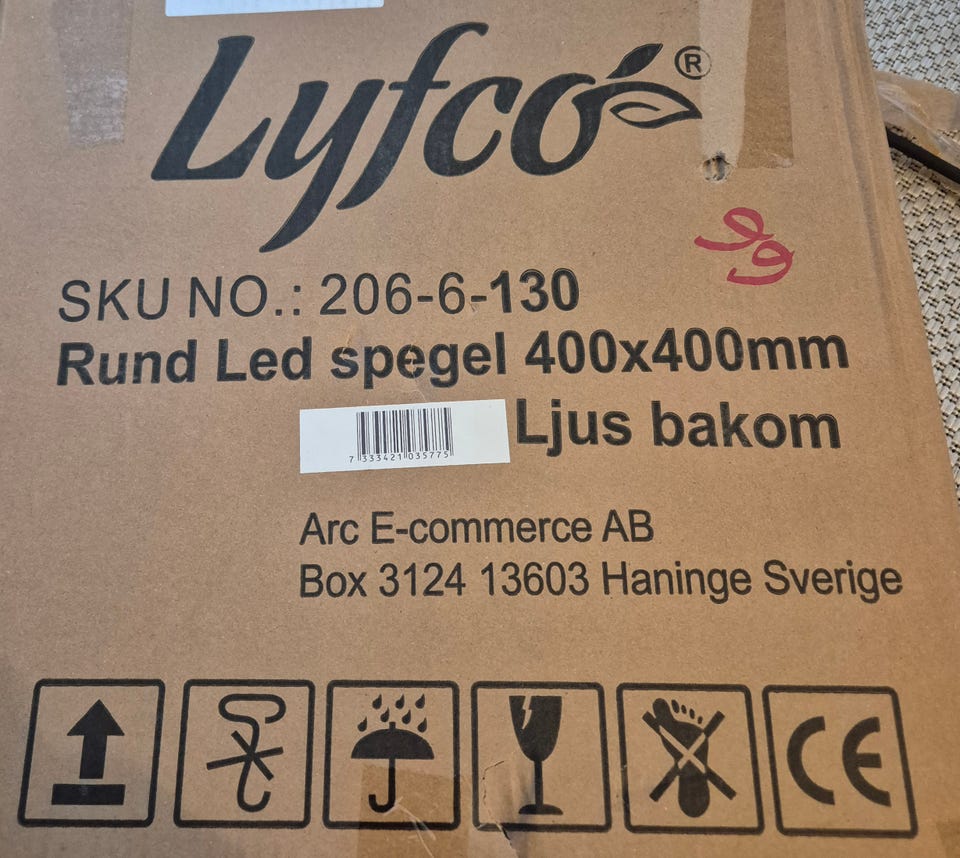 Lyfco®
SKU NO.: 206-6-130
Rund Led spegel 400x400mm
Ljus bakom
7 333421 035775
Arc E-commerce AB
Box 3124 13603 Haninge Sverige
CE